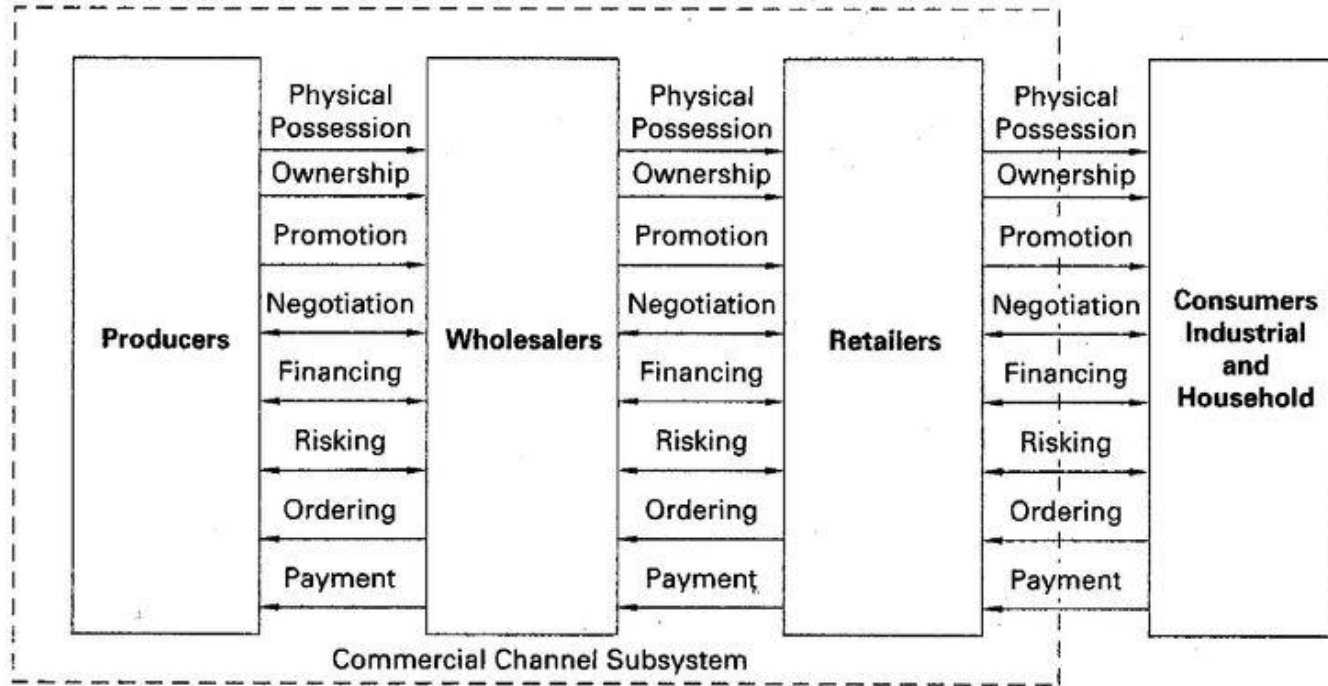 Producers
Physical
Possession
Ownership
Promotion
Negotiation
Financing
Risking
Ordering
Payment
Wholesalers
Physical
Possession
Ownership
Promotion
Negotiation
Financing
Risking
Ordering
Payment
Retailers
Physical
Possession
Ownership
Promotion
Negotiation
Financing
Risking
Ordering
Payment
Consumers
Industrial
and
Household
Commercial Channel Subsystem